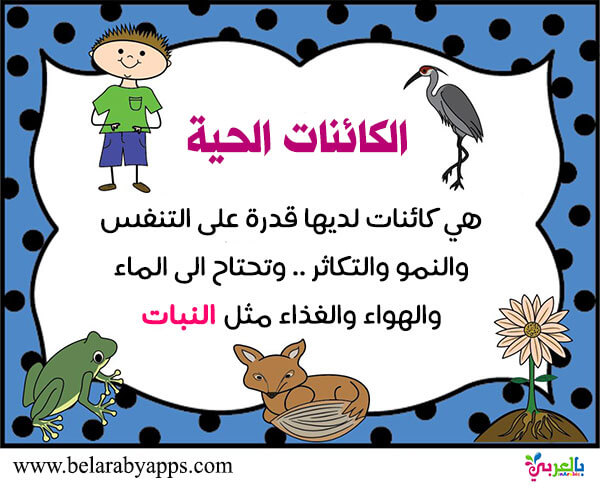 الكائنات الحية
هي كائنات لديها قدرة على التنفس
والنمو والتكاثر .. وتحتاج الى الماء
والهواء والغذاء مثل النبات
www.belarabyapps.com
بالعربي